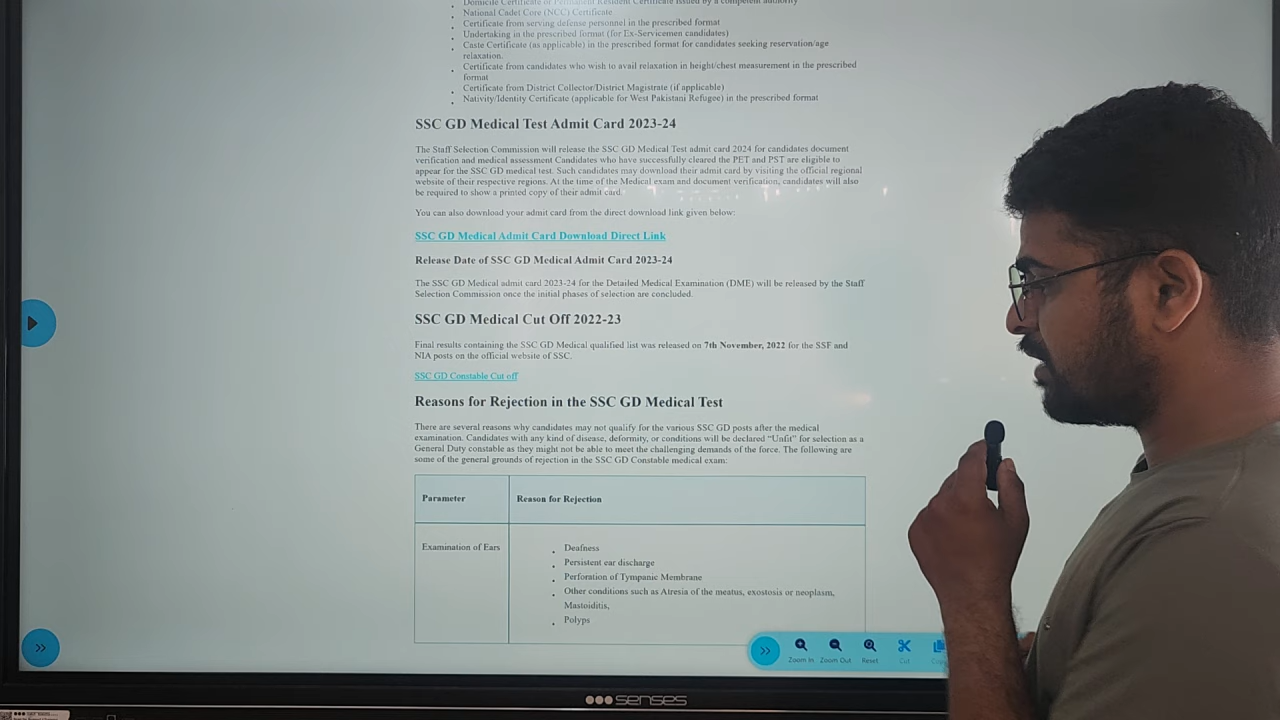 Domicile Certificate or Permanent Resident Certificate issued by a competent authority
National Cadet Core (NCC) Certificate
Certificate from serving defense personnel in the prescribed format
Undertaking in the prescribed format (for Ex-Servicemen candidates)
Caste Certificate (as applicable) in the prescribed format for candidates seeking reservation/age
relaxation.
Certificate from candidates who wish to avail relaxation in height/chest measurement in the prescribed
format
Certificate from District Collector/District Magistrate (if applicable)
Nativity/Identity Certificate (applicable for West Pakistani Refugee) in the prescribed format
SSC GD Medical Test Admit Card 2023-24
The Staff Selection Commission will release the SSC GD Medical Test admit card 2024 for candidates document
verification and medical assessment Candidates who have successfully cleared the PET and PST are eligible to
appear for the SSC GD medical test. Such candidates may download their admit card by visiting the official regional
website of their respective regions. At the time of the Medical exam and document verification, candidates will also
be required to show a printed copy of their admit card.
You can also download your admit card from the direct download link given below:
SSC GD Medical Admit Card Download Direct Link
Release Date of SSC GD Medical Admit Card 2023-24
The SSC GD Medical admit card 2023-24 for the Detailed Medical Examination (DME) will be released by the Staff
Selection Commission once the initial phases of selection are concluded.
SSC GD Medical Cut Off 2022-23
Final results containing the SSC GD Medical qualified list was released on 7th November, 2022 for the SSF and
NIA posts on the official website of SSC.
SSC GD Constable Cut off
Reasons for Rejection in the SSC GD Medical Test
There are several reasons why candidates may not qualify for the various SSC GD posts after the medical
examination. Candidates with any kind of disease, deformity, or conditions will be declared “Unfit” for selection as a
General Duty constable as they might not be able to meet the challenging demands of the force. The following are
some of the general grounds of rejection in the SSC GD Constable medical exam:
Parameter Reason for Rejection
Examination of Ears
Deafness
Persistent ear discharge
Perforation of Tympanic Membrane
Other conditions such as Atresia of the meatus, exostosis or neoplasm,
Mastoiditis,
Polyps
Zoom In Zoom Out Reset Cut
senses